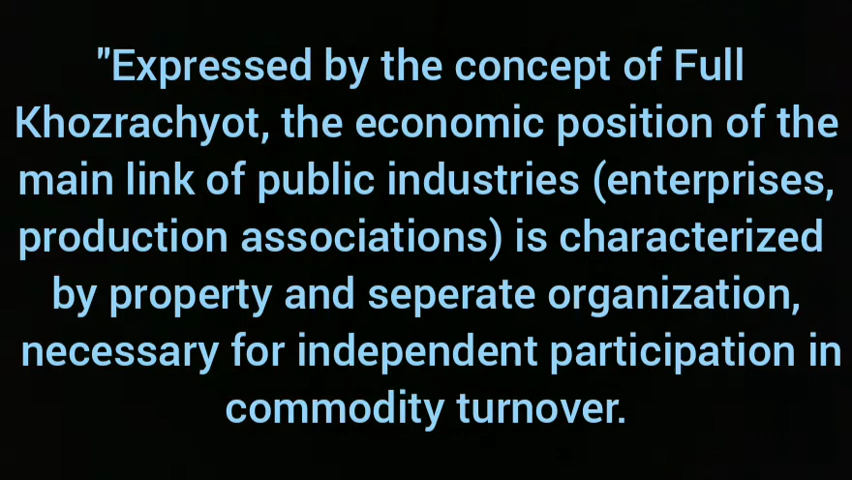 "Expressed by the concept of Full
Khozrachyot, the economic position of the
main link of public industries (enterprises,
production associations) is characterized
by property and seperate organization,
necessary for independent participation in
commodity turnover.